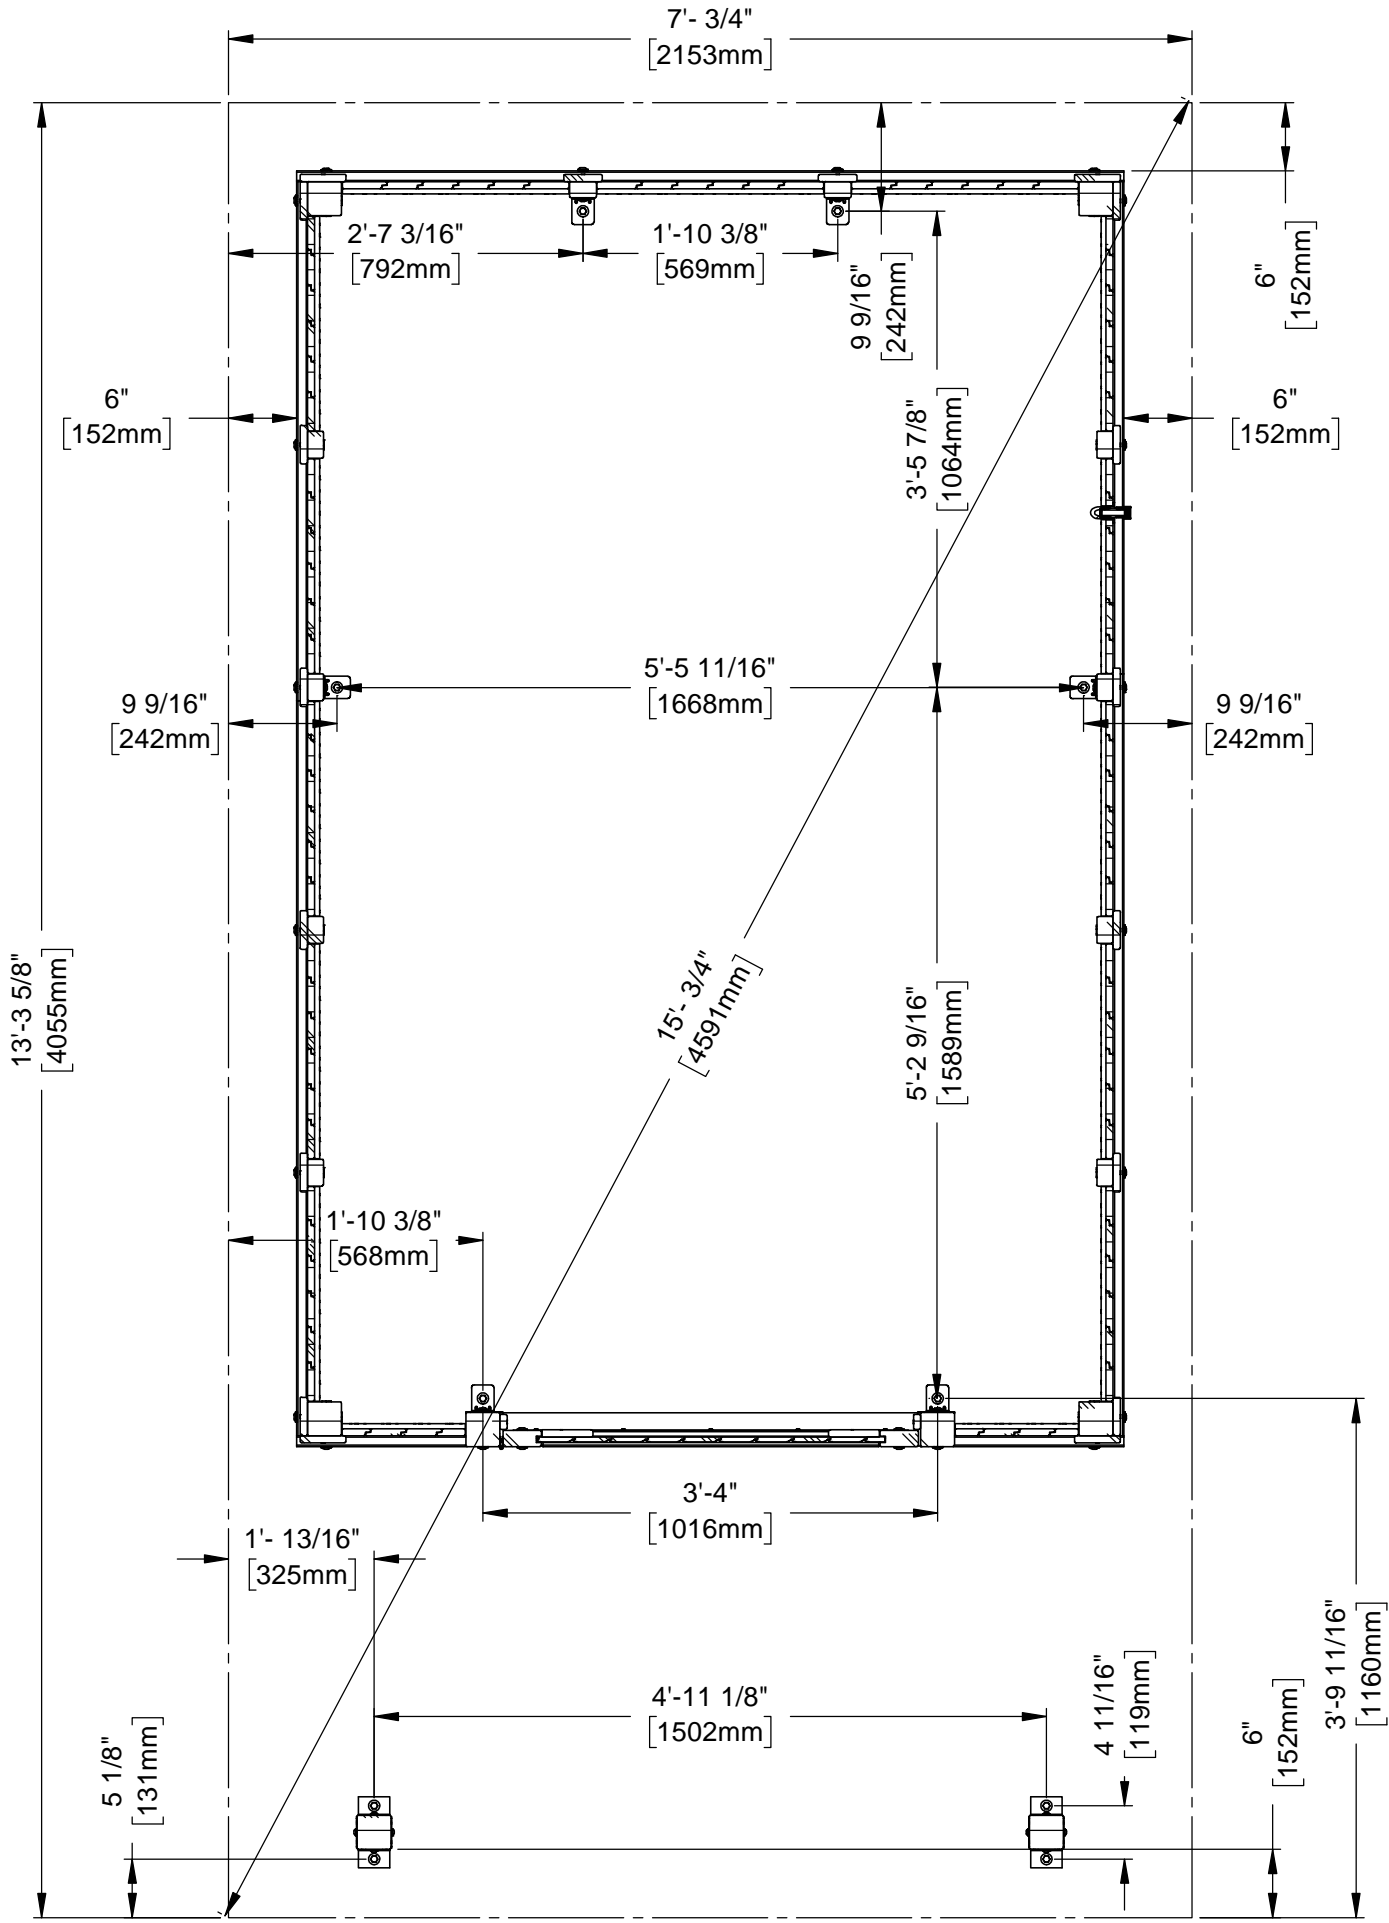 7'- 3/4"
[2153mm]
2'-7 3/16"
[792mm]
1'-10 3/8"
[569mm]
9 9/16"
[242mm]
6"
[152mm]
6"
[152mm]
3'-5 7/8"
[1064mm]
6"
[152mm]
5'-5 11/16"
[1668mm]
9 9/16"
[242mm]
9 9/16"
[242mm]
13'-3 5/8"
[4055mm]
15'- 3/4"
[4591mm]
5'-2 9/16"
[1589mm]
1'-10 3/8"
[568mm]
3'-4"
[1016mm]
1'- 13/16"
[325mm]
4'-11 1/8"
[1502mm]
4 11/16"
[119mm]
6"
[152mm]
3'-9 11/16"
[1160mm]
5 1/8"
[131mm]